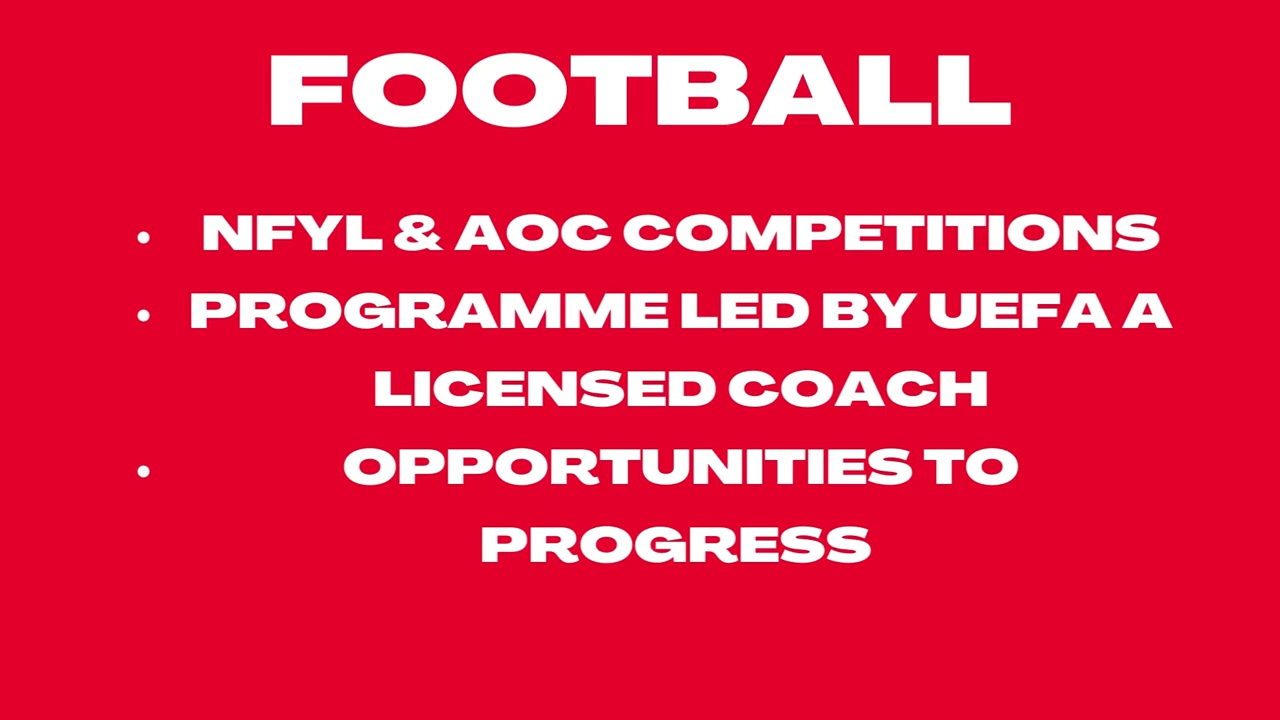 FOOTBALL
• NFYL & AOC COMPETITIONS
• PROGRAMME LED BY UEFA A
LICENSED COACH
• OPPORTUNITIES TO
PROGRESS